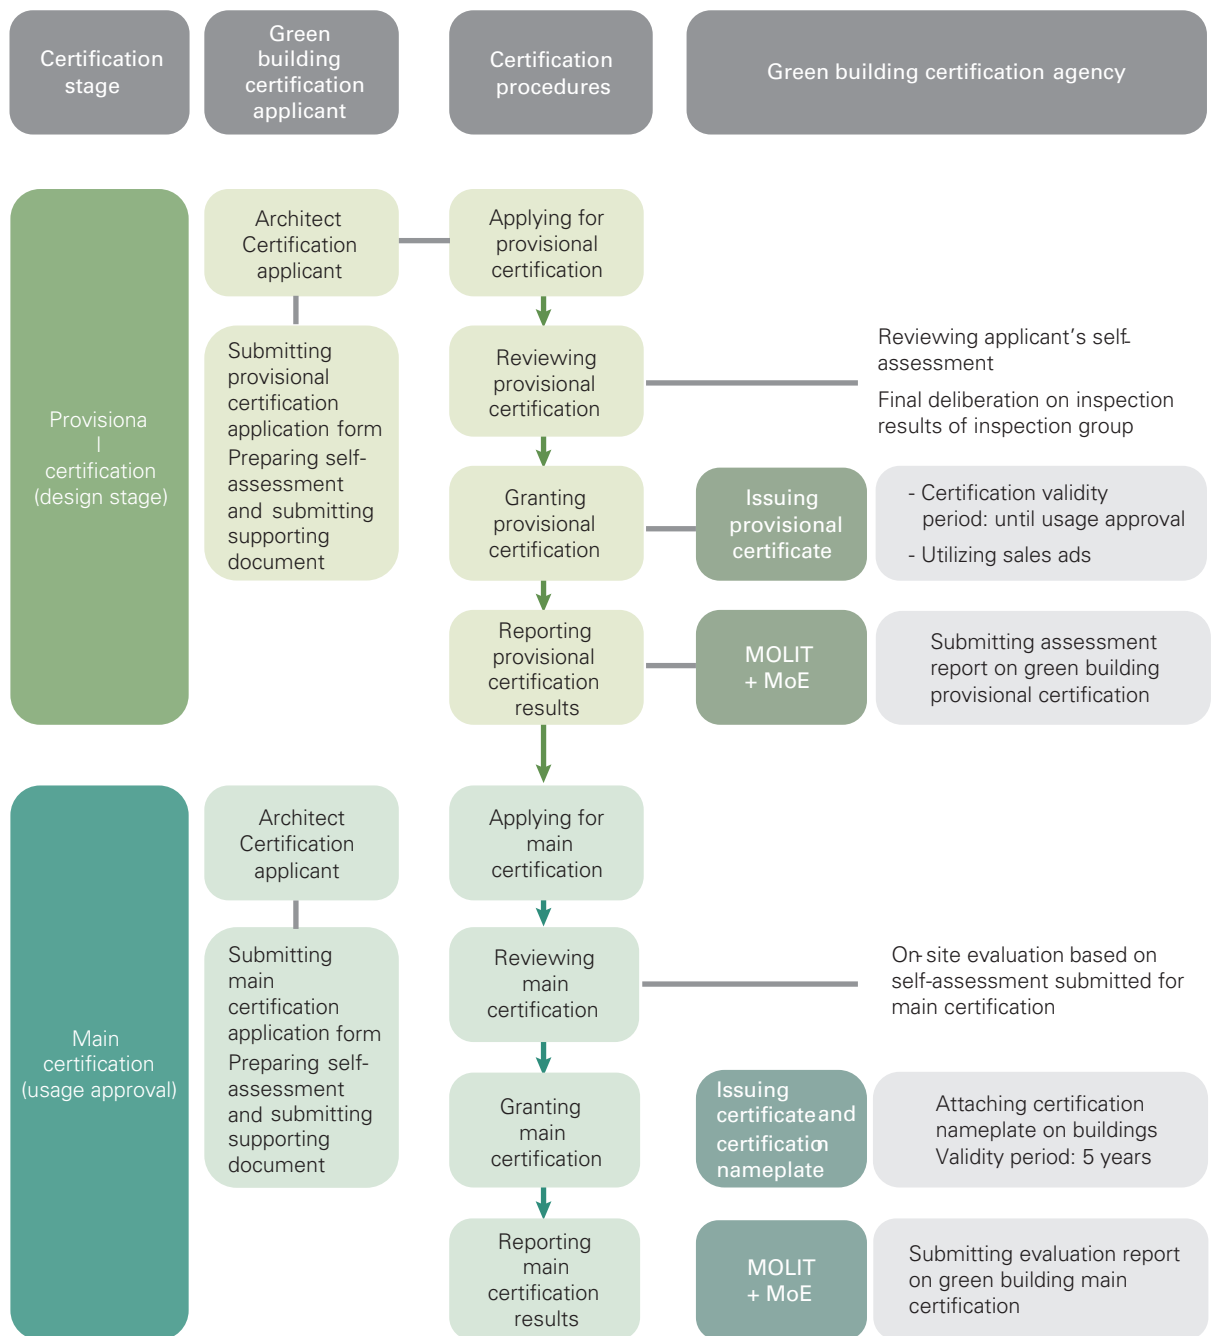 Certification
stage
Green
building
certification
applicant
Certification
procedures
Green building certification agency
Provisiona
l
certification
(design stage)
Architect
Certification
applicant
Submitting
provisional
certification
application form
Preparing self-
assessment
and submitting
supporting
document
Applying for
provisional
certification
Reviewing
provisional
certification
Reviewing applicant's self-
assessment
Final deliberation on inspection
results of inspection group
Granting
provisional
certification
Issuing
provisional
certificate
- Certification validity
period: until usage approval
- Utilizing sales ads
Reporting
provisional
certification
results
MOLIT
+ MoE
Submitting assessment
report on green building
provisional certification
Main
certification
(usage approval)
Architect
Certification
applicant
Submitting
main
certification
application form
Preparing self-
assessment
and submitting
supporting
document
Applying for
main
certification
Reviewing
main
certification
On-site evaluation based on
self-assessment submitted for
main certification
Granting
main
certification
Issuing
certificate and
certification
nameplate
Attaching certification
nameplate on buildings
Validity period: 5 years
Reporting
main
certification
results
MOLIT
+ MoE
Submitting evaluation report
on green building main
certification